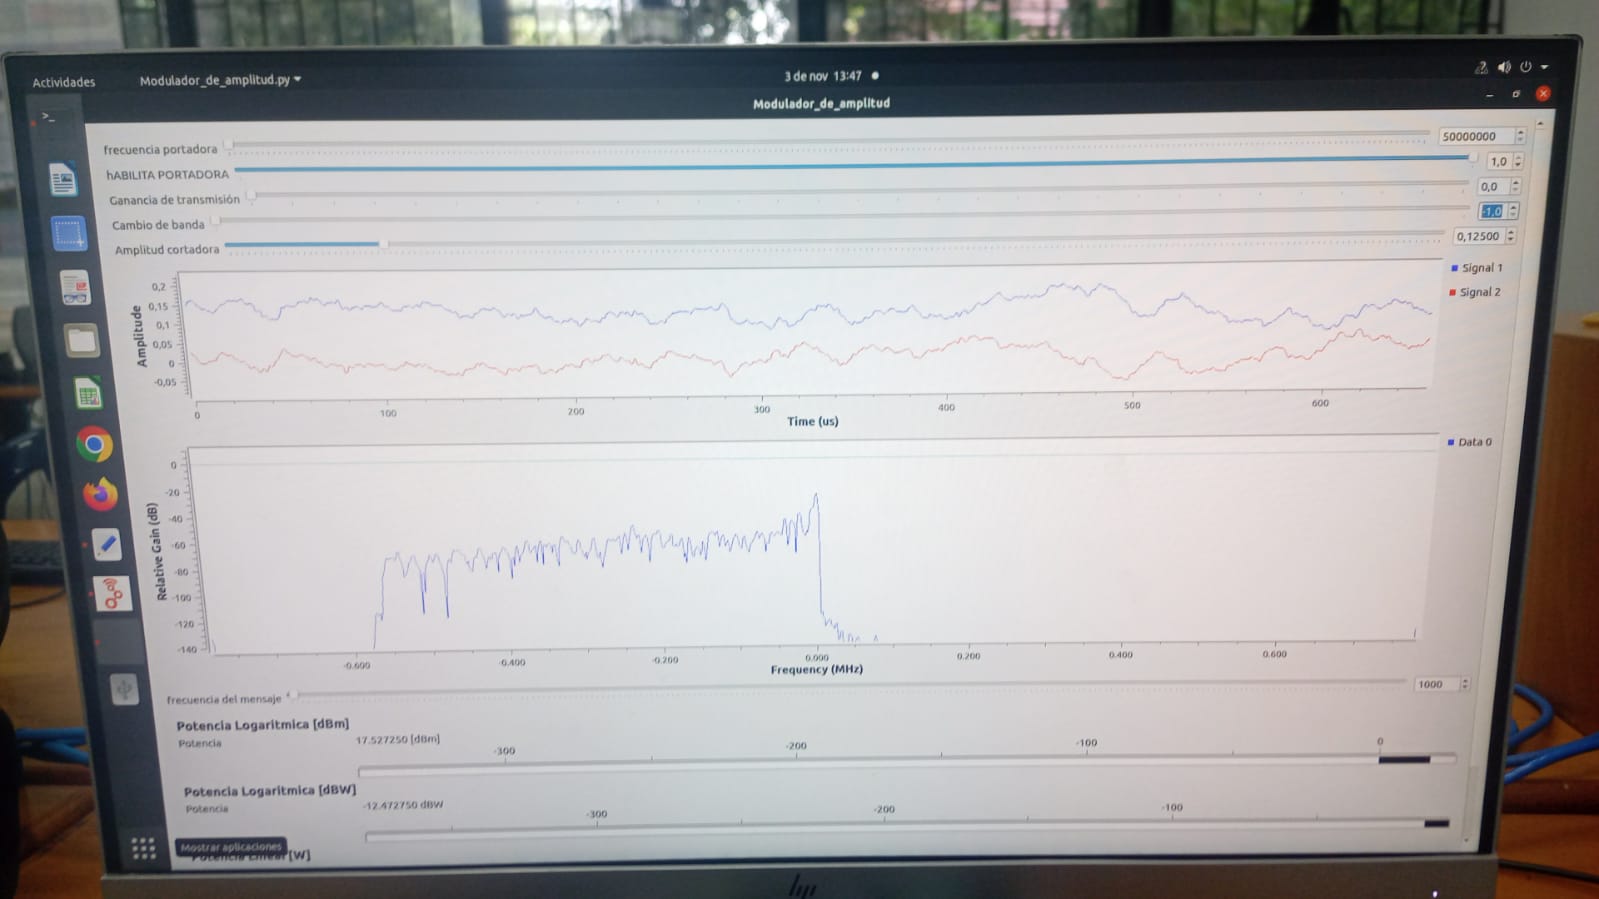 Actividades Modulador_de_amplitud.py 3 de nov 13:47
Modulador_de_amplitud
frecuencia portadora 50000000
hABILITA PORTADORA 1,0
Ganancia de transmisión 0,0
Cambio de banda -1,0
Amplitud cortadora 0,12500
Signal 1
Signal 2
Amplitude
0,2
0,15
0,1
0,05
0
-0,05
0 100 200 300 400 500 600
Time (us)
Data 0
Relative Gain (dB)
0
-20
-40
-60
-80
-100
-120
-140
-0.600 -0.400 -0.200 0.000 0.200 0.400 0.600
Frequency (MHz)
frecuencia del mensaje 1000
Potencia Logaritmica [dBm]
Potencia 17.527250 [dBm]
-300 -200 -100 0
Potencia Logaritmica [dBW]
Potencia -12.472750 dBW
-300 -200 -100
Mostrar aplicaciones
Potencia Linear [W]
hp